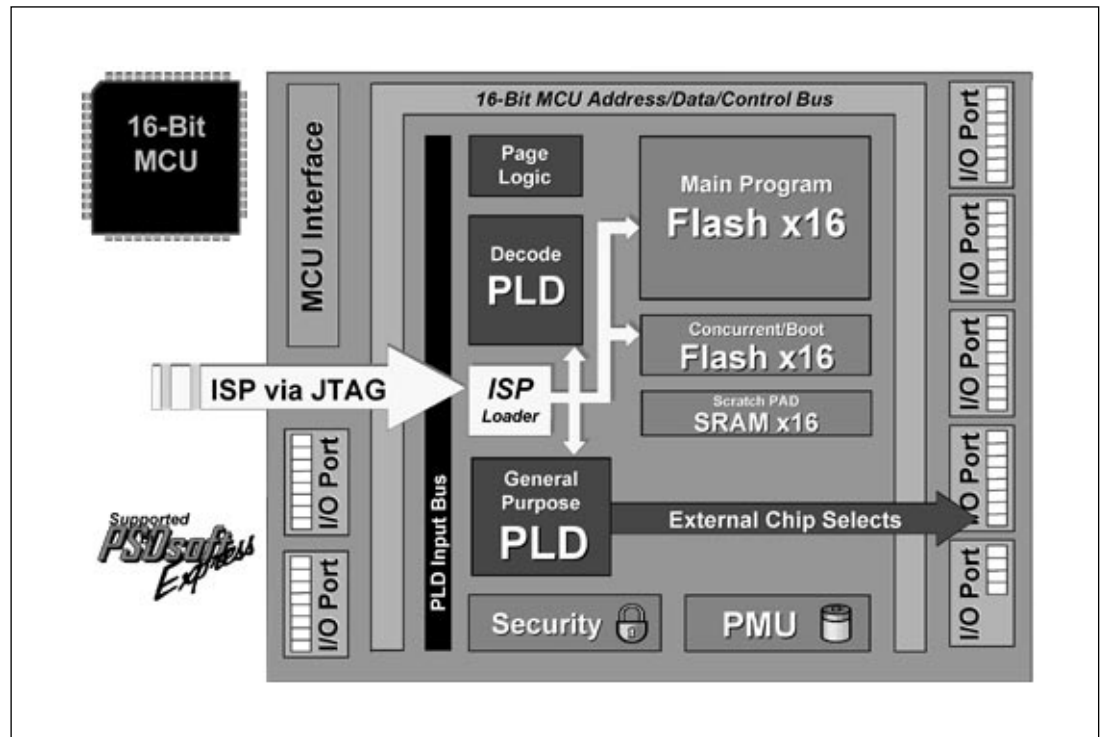 16-Bit
MCU
MCU Interface
16-Bit MCU Address/Data/Control Bus
Page
Logic
Main Program
Flash x16
Decode
PLD
Concurrent/Boot
Flash x16
ISP via JTAG
ISP
Loader
Scratch PAD
SRAM x16
General
Purpose
PLD
External Chip Selects
PLD Input Bus
Security
PMU
I/O Port
I/O Port
I/O Port
I/O Port
I/O Port
I/O Port
I/O Port
Supported
PSDsoft
Express